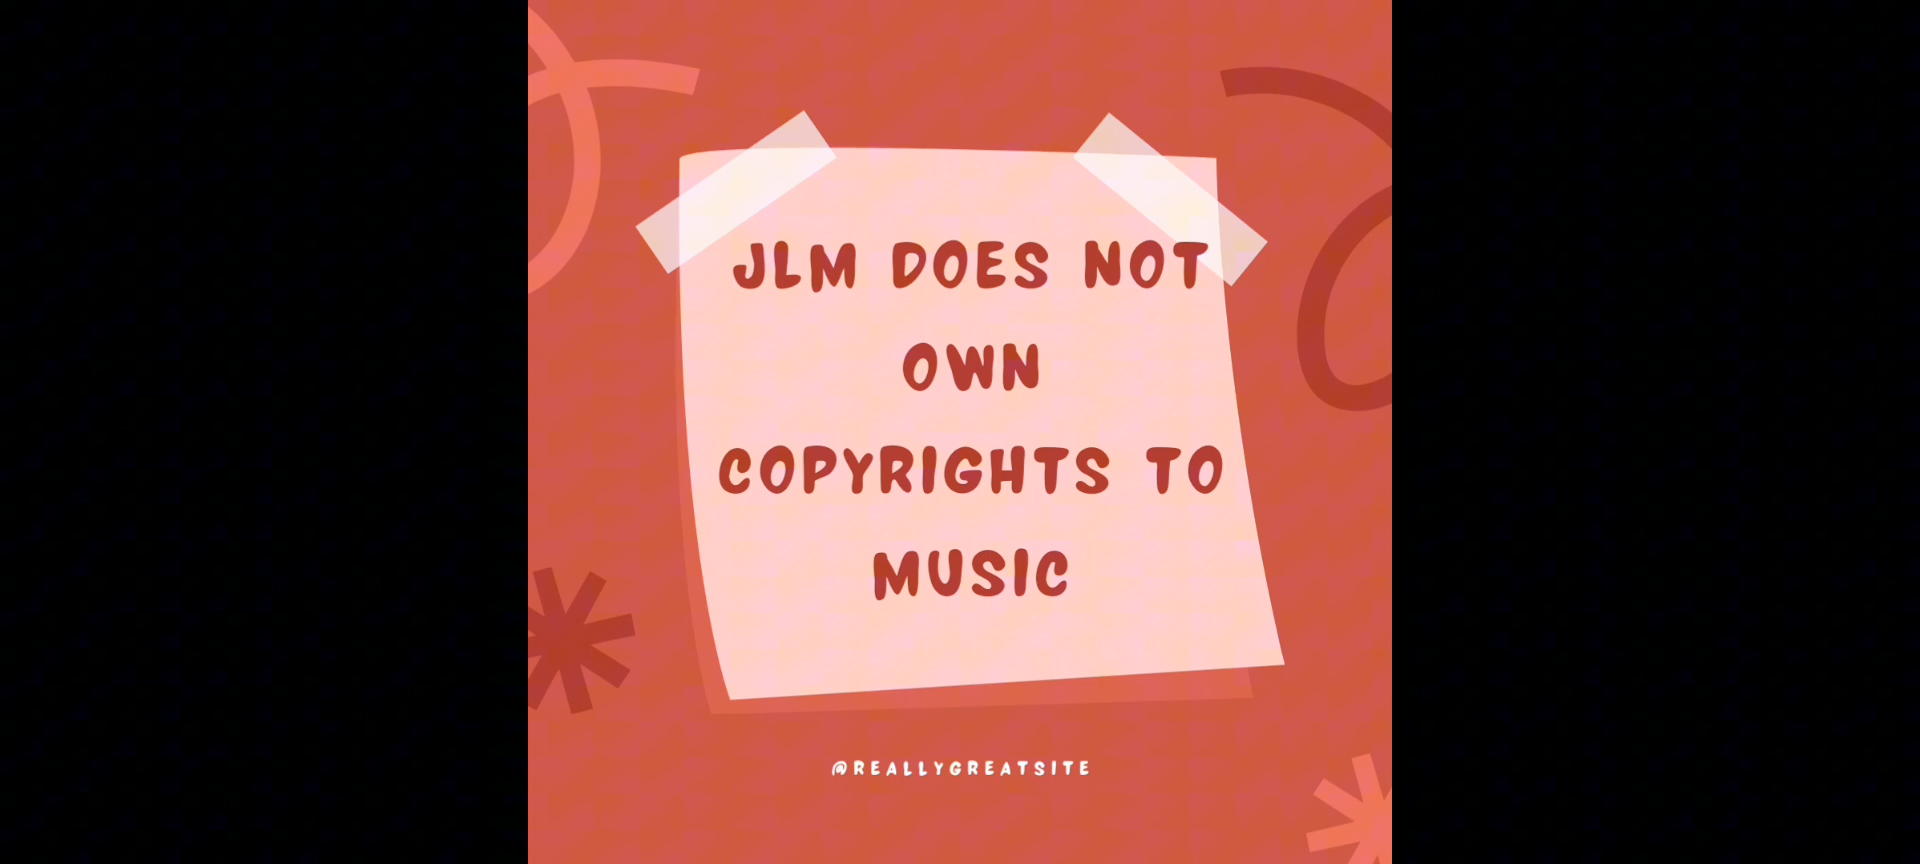 JLM DOES NOT
OWN
COPYRIGHTS TO
MUSIC
@REALLYGREATSITE